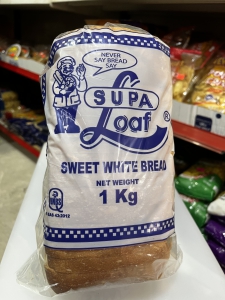 NEVER
SAY BREAD
SAY
SUPA
Loaf ®
SWEET WHITE BREAD
NET WEIGHT
1 Kg